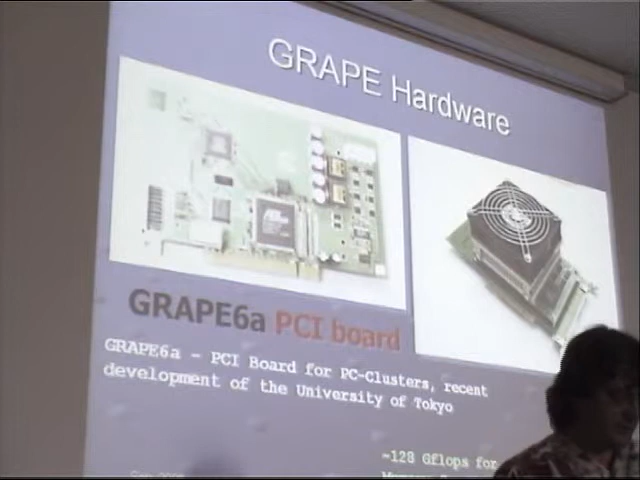 GRAPE Hardware
GRAPE6a PCI board
GRAPE6a - PCI Board for PC-Clusters, recent
development of the University of Tokyo
~128 Gflops for